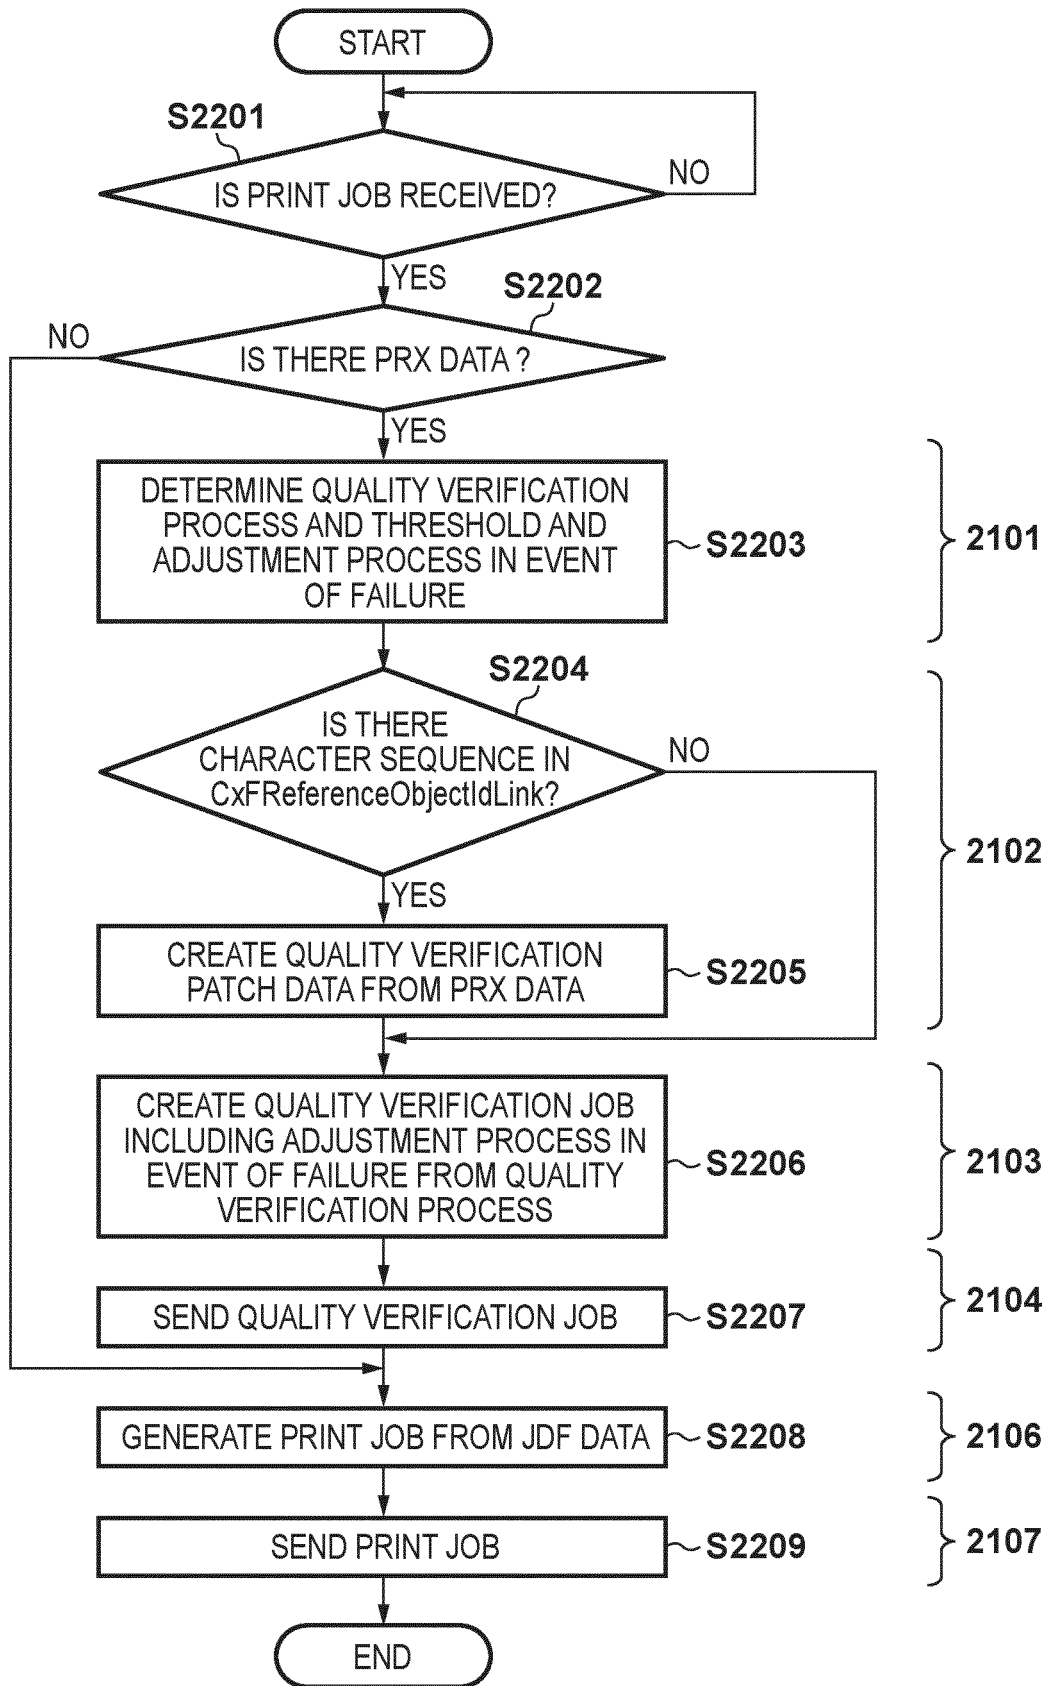 START
S2201
IS PRINT JOB RECEIVED?
NO
YES
S2202
NO
IS THERE PRX DATA ?
YES
DETERMINE QUALITY VERIFICATION
PROCESS AND THRESHOLD AND
ADJUSTMENT PROCESS IN EVENT
OF FAILURE
S2203
2101
S2204
IS THERE
CHARACTER SEQUENCE IN
CxFReferenceObjectIdLink?
NO
YES
2102
CREATE QUALITY VERIFICATION
PATCH DATA FROM PRX DATA
S2205
CREATE QUALITY VERIFICATION JOB
INCLUDING ADJUSTMENT PROCESS IN
EVENT OF FAILURE FROM QUALITY
VERIFICATION PROCESS
S2206
2103
SEND QUALITY VERIFICATION JOB
S2207
2104
GENERATE PRINT JOB FROM JDF DATA
S2208
2106
SEND PRINT JOB
S2209
2107
END